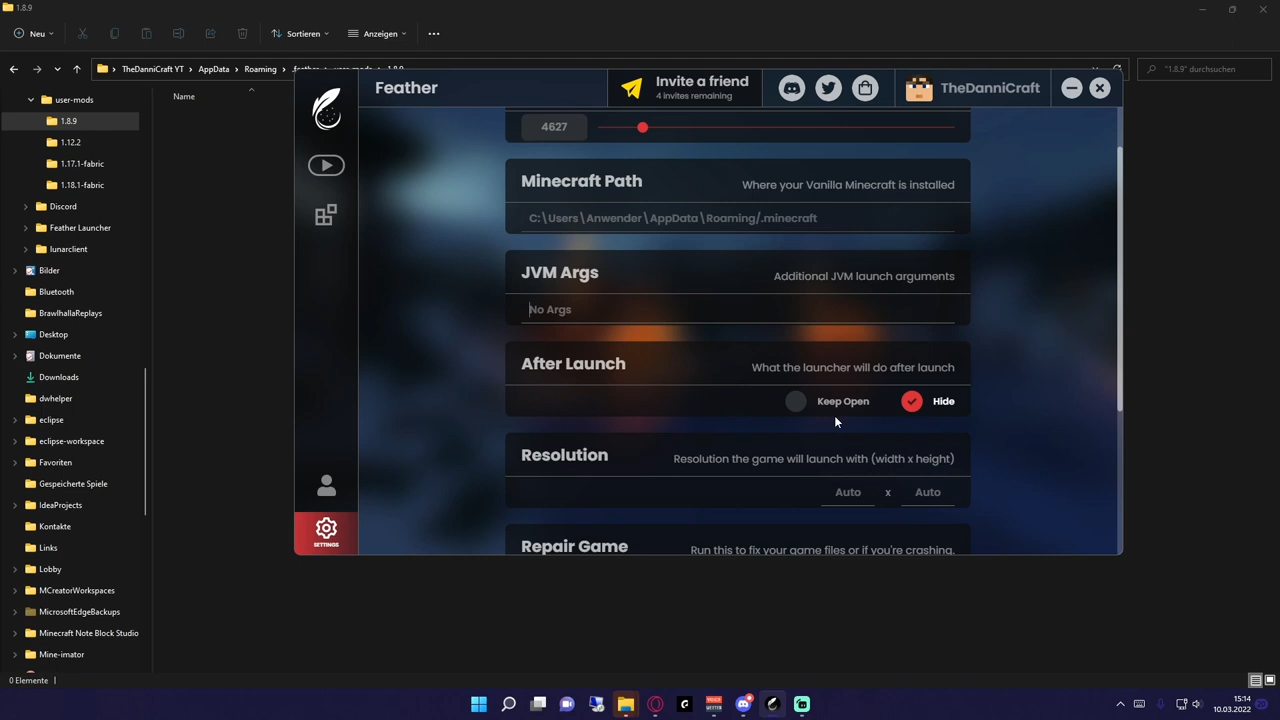 1.8.9
Neu
Sortieren
Anzeigen
TheDanniCraft YT > AppData > Roaming > .feather > user-mods > 1.8.9
"1.8.9" durchsuchen
user-mods
1.8.9
1.12.2
1.17.1-fabric
1.18.1-fabric
Discord
Feather Launcher
lunarclient
Bilder
Bluetooth
BrawlhallaReplays
Desktop
Dokumente
Downloads
dwhelper
eclipse
eclipse-workspace
Favoriten
Gespeicherte Spiele
IdeaProjects
Kontakte
Links
Lobby
MCreatorWorkspaces
MicrosoftEdgeBackups
Minecraft Note Block Studio
Mine-imator
0 Elemente
Name
Feather
Invite a friend
4 invites remaining
TheDanniCraft
4627
Minecraft Path
Where your Vanilla Minecraft is installed
C:\Users\Anwender\AppData\Roaming/.minecraft
JVM Args
Additional JVM launch arguments
No Args
After Launch
What the launcher will do after launch
Keep Open
Hide
Resolution
Resolution the game will launch with (width x height)
Auto x Auto
Repair Game
Run this to fix your game files or if you're crashing.
SETTINGS
15:14
10.03.2022